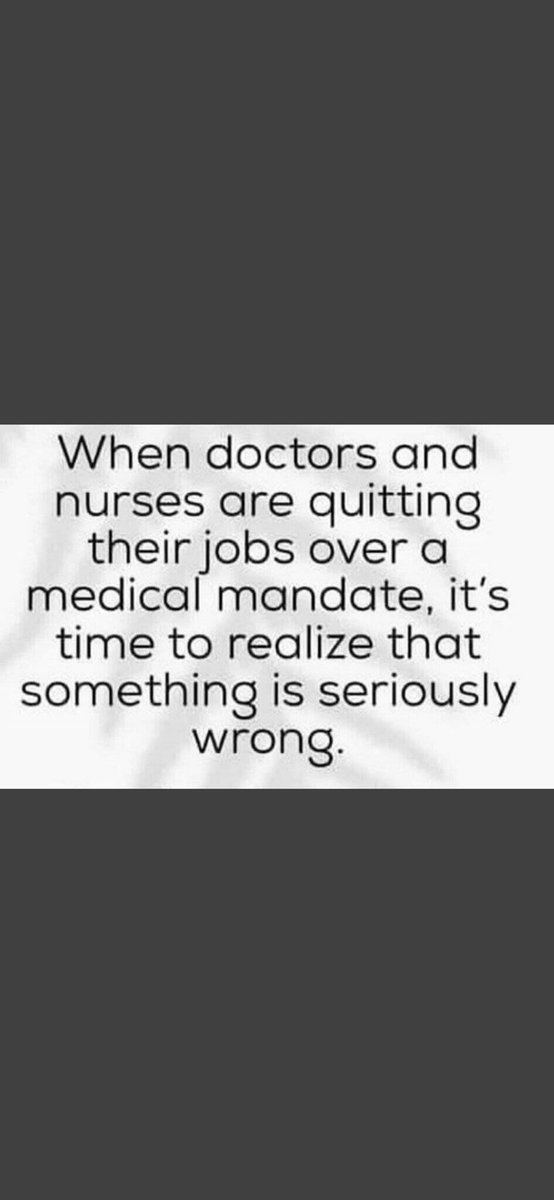 When doctors and
nurses are quitting
their jobs over a
medical mandate, it's
time to realize that
something is seriously
wrong.